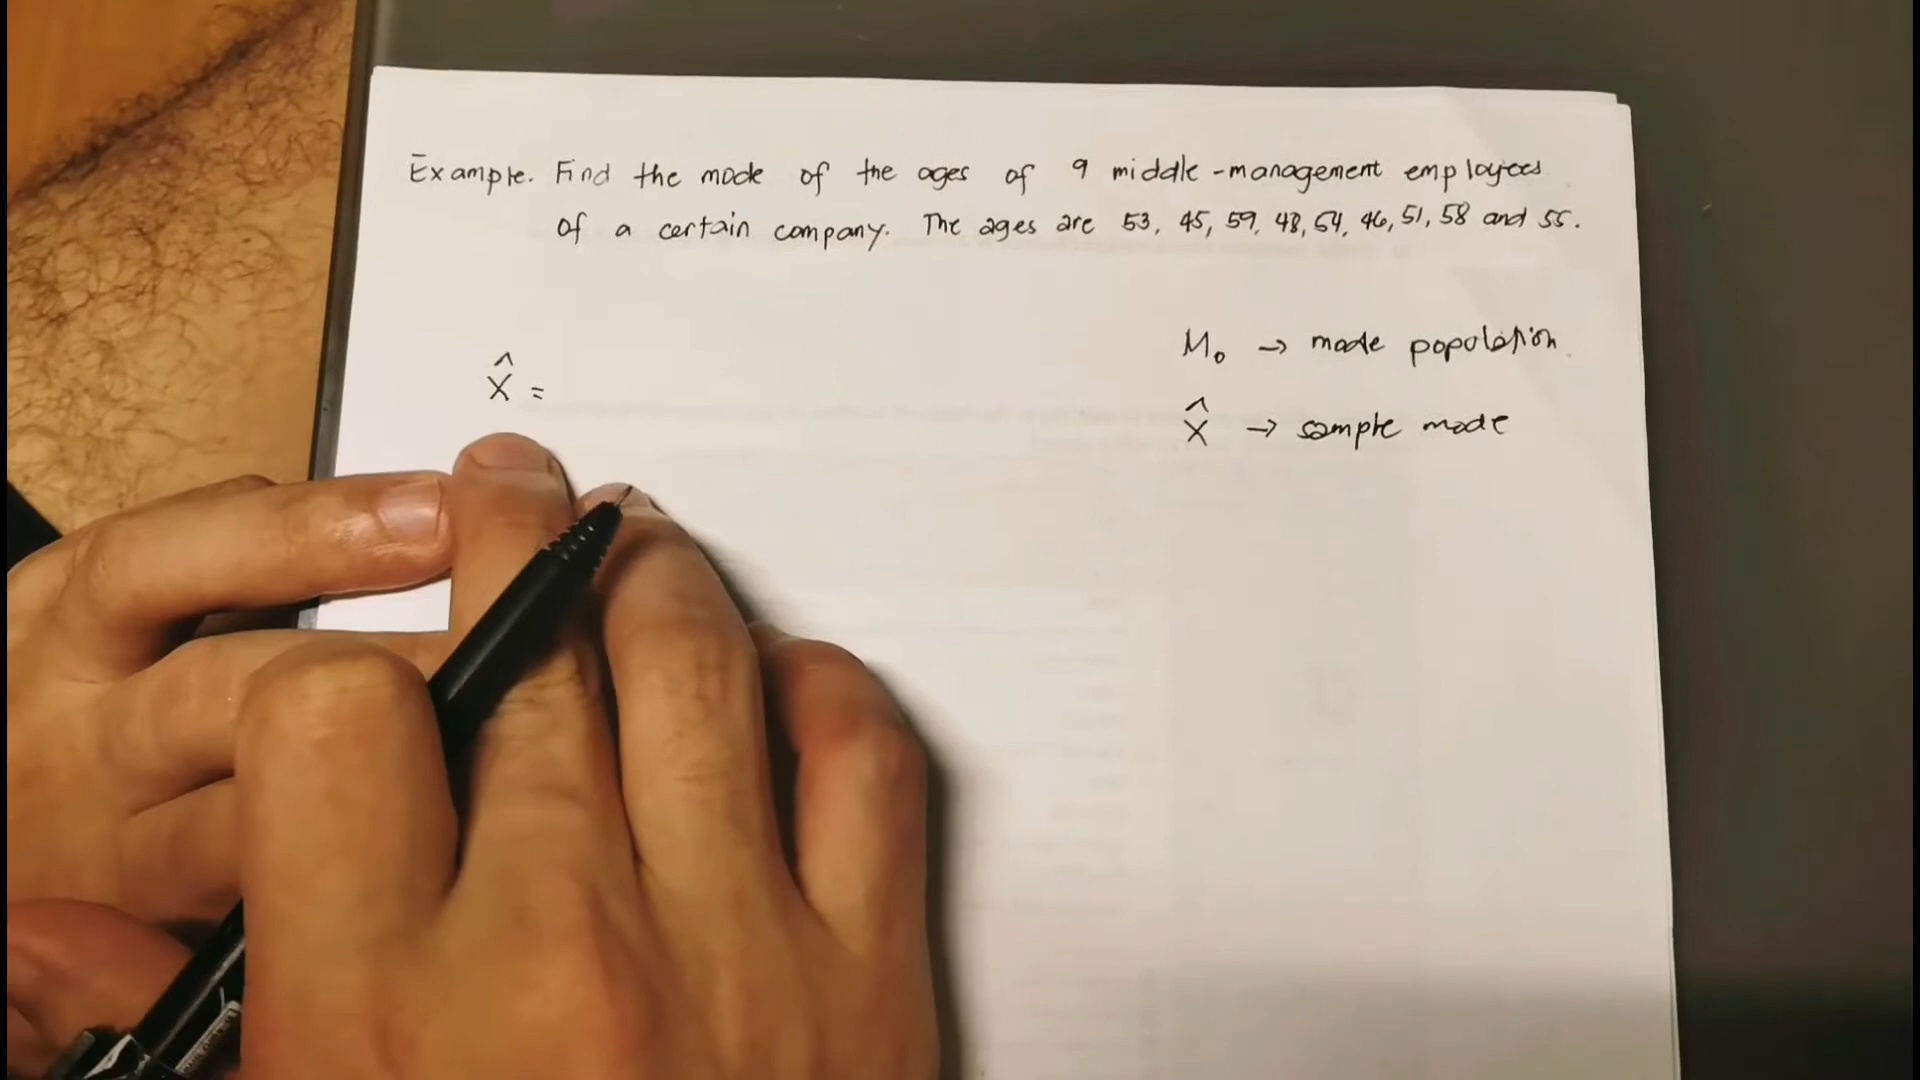 Example. Find the mode of the ages of 9 middle-management employees
of a certain company. The ages are 53, 45, 59, 48, 54, 46, 51, 58 and 55.
M₀ → mode population
X̂ =
X̂ → sample mode